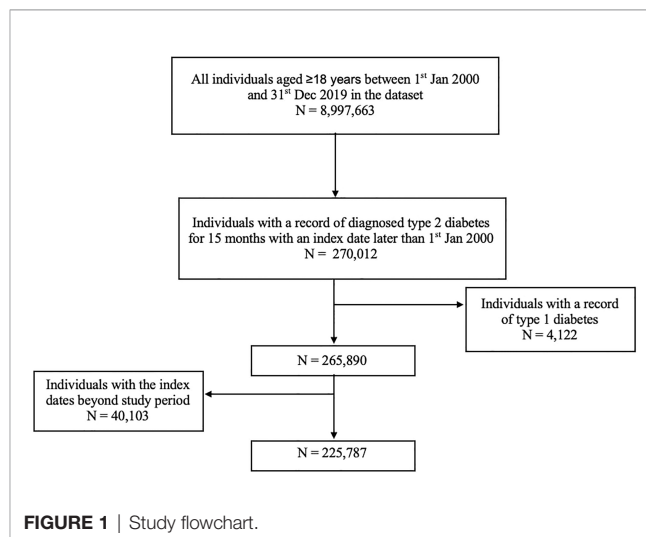 All individuals aged ≥18 years between 1st Jan 2000
and 31st Dec 2019 in the dataset
N = 8,997,663
Individuals with a record of diagnosed type 2 diabetes
for 15 months with an index date later than 1st Jan 2000
N = 270,012
Individuals with a record
of type 1 diabetes
N = 4,122
N = 265,890
Individuals with the index
dates beyond study period
N = 40,103
N = 225,787
FIGURE 1 | Study flowchart.